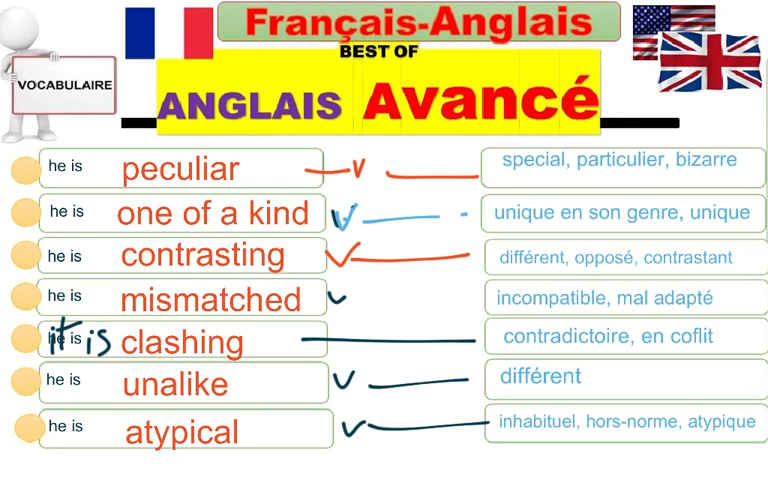 Français-Anglais
BEST OF
VOCABULAIRE
ANGLAIS Avancé
he is peculiar special, particulier, bizarre
he is one of a kind unique en son genre, unique
he is contrasting différent, opposé, contrastant
he is mismatched incompatible, mal adapté
he is it is clashing contradictoire, en coflit
he is unalike différent
he is atypical inhabituel, hors-norme, atypique